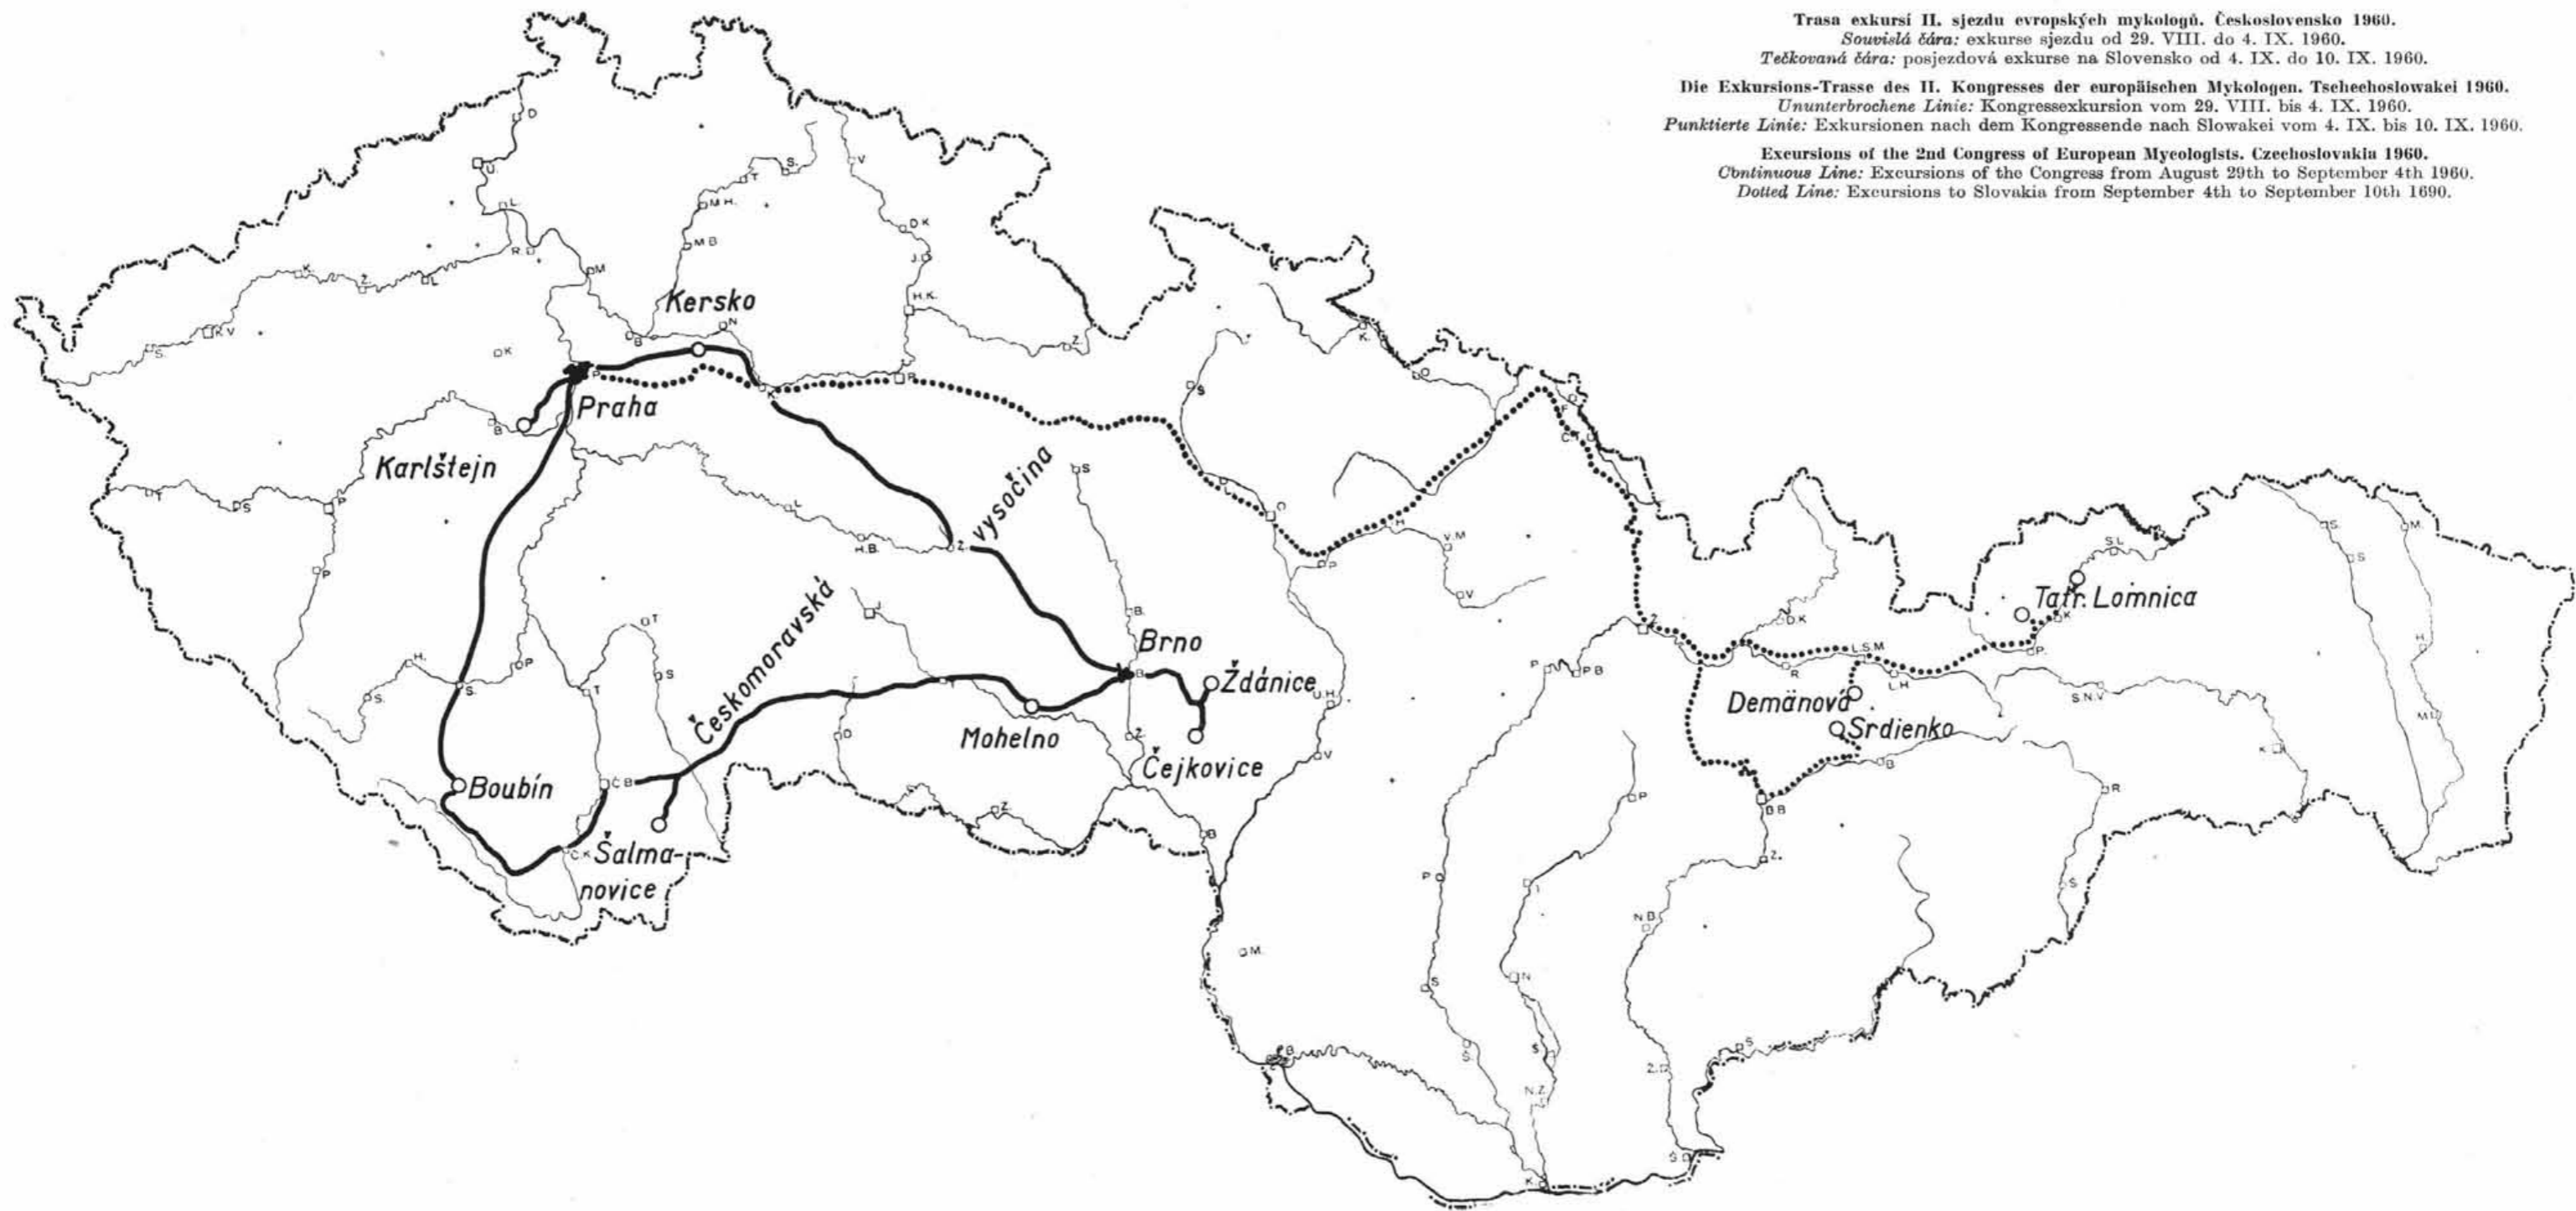 Trasa exkursí II. sjezdu evropských mykologů. Československo 1960.
Souvislá čára: exkurse sjezdu od 29. VIII. do 4. IX. 1960.
Tečkovaná čára: posjezdová exkurse na Slovensko od 4. IX. do 10. IX. 1960.
Die Exkursions-Trasse des II. Kongresses der europäischen Mykologen. Tschechoslowakei 1960.
Ununterbrochene Linie: Kongressexkursion vom 29. VIII. bis 4. IX. 1960.
Punktierte Linie: Exkursionen nach dem Kongressende nach Slowakei vom 4. IX. bis 10. IX. 1960.
Excursions of the 2nd Congress of European Mycologists. Czechoslovakia 1960.
Continuous Line: Excursions of the Congress from August 29th to September 4th 1960.
Dotted Line: Excursions to Slovakia from September 4th to September 10th 1690.
D
U.
L.
R.
M
S.
T
M H.
M B
V
D K
J.
H.K.
K.
Ž.
L
K V
S.
K
Kersko
N
B
Ž.
P
K.
P
Praha
B
Karlštejn
T
S
P
P
L
H.B.
Ž.
vysočina
S
Š
L
O
K.
O
F
Č.T.
P
H
V.M
V
Českomoravská
J.
T
S
T
H.
S.
S.
P
B.
Brno
B
Ždánice
U.H.
T
Mohelno
D
Ž.
Čejkovice
V
Boubín
Č B
Č.K
Šalma-
novice
Z.
B
M.
B
Ž.
P
P B
D.K
R
L.S.M
L.H
P.
K
S.L
Tatr. Lomnica
Demänová
Srdienko
B
B B
Z.
S.N.V
K
R
Š
S.
S
M.
H.
M
P
P
T
N
S
Š
Š
N.Z
N B.
Ž.
Š
Š
K